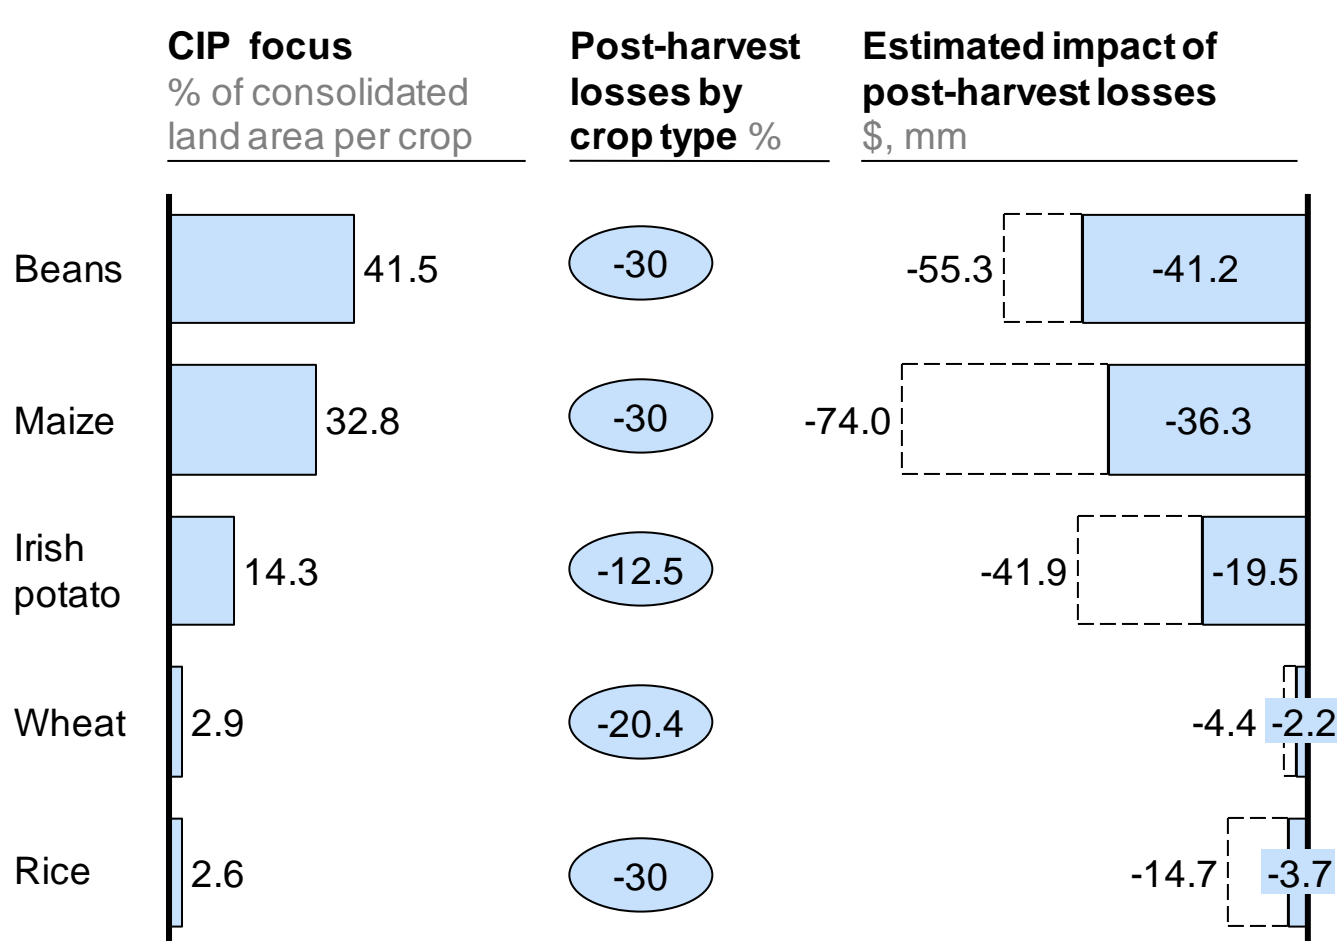 CIP focus
% of consolidated
land area per crop
Post-harvest
losses by
crop type %
Estimated impact of
post-harvest losses
$, mm
Beans
41.5
-30
-55.3
-41.2
Maize
32.8
-30
-74.0
-36.3
Irish
potato
14.3
-12.5
-41.9
-19.5
Wheat
2.9
-20.4
-4.4
-2.2
Rice
2.6
-30
-14.7
-3.7